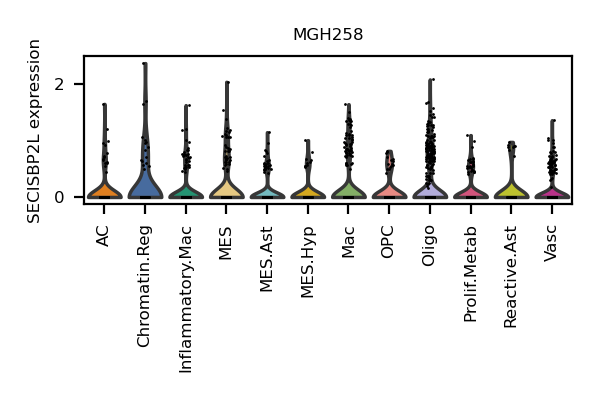 MGH258
SECISBP2L expression
2
0
AC
Chromatin.Reg
Inflammatory.Mac
MES
MES.Ast
MES.Hyp
Mac
OPC
Oligo
Prolif.Metab
Reactive.Ast
Vasc